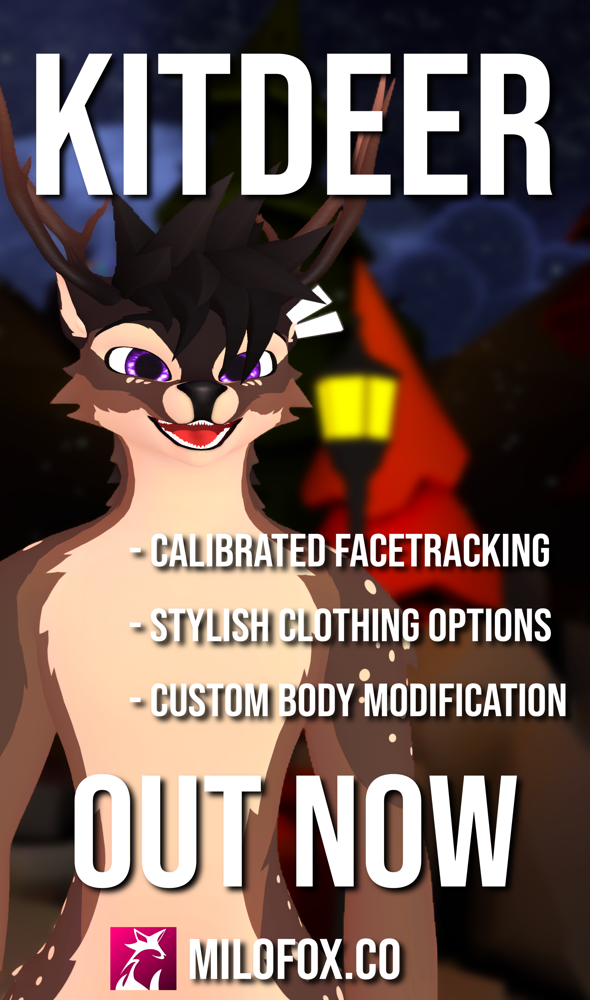 KITDEER
- CALIBRATED FACETRACKING
- STYLISH CLOTHING OPTIONS
- CUSTOM BODY MODIFICATION
OUT NOW
MILOFOX.CO